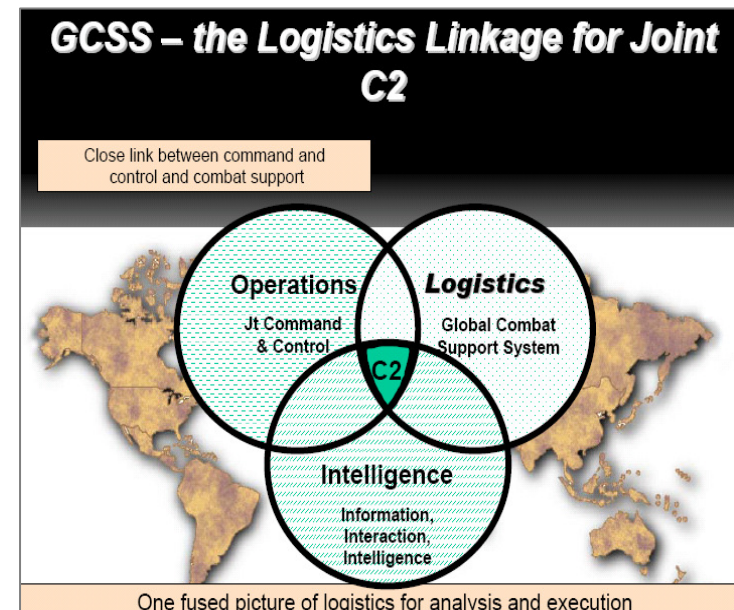 GCSS – the Logistics Linkage for Joint
C2
Close link between command and
control and combat support
Operations
Jt Command
& Control
Logistics
Global Combat
Support System
C2
Intelligence
Information,
Interaction,
Intelligence
One fused picture of logistics for analysis and execution